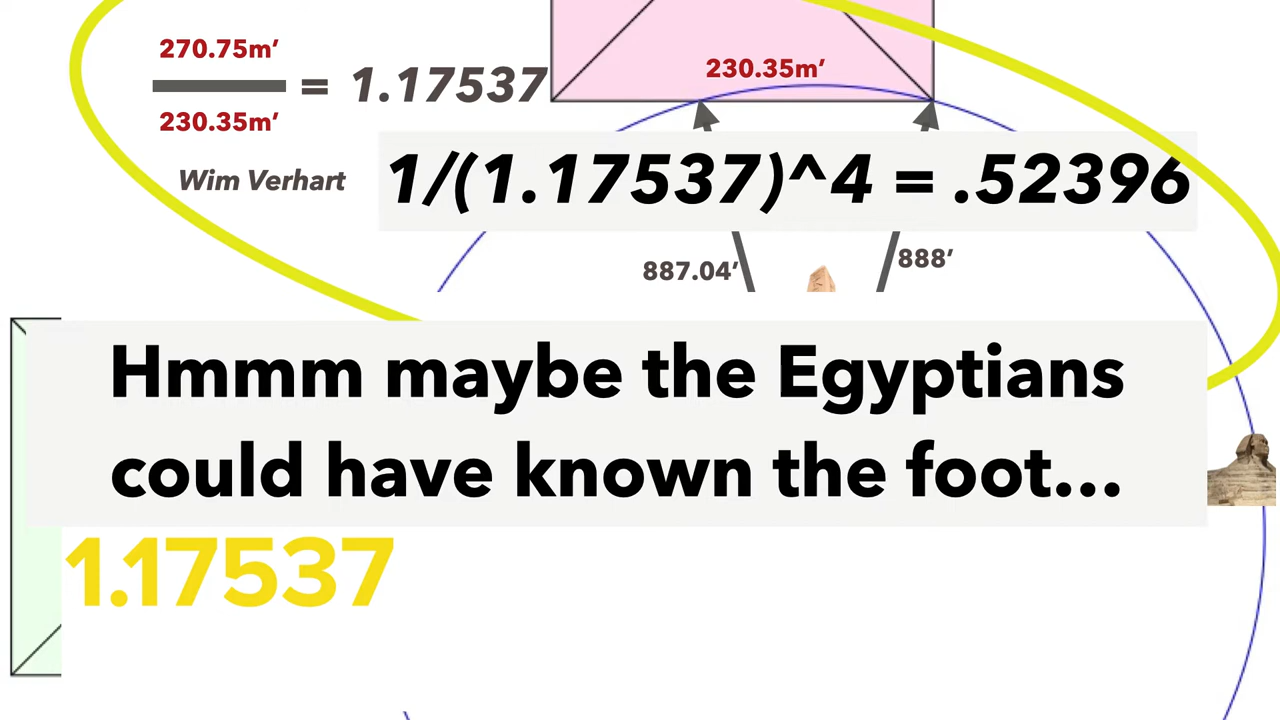 270.75m’
= 1.17537
230.35m’
230.35m’
Wim Verhart
1/(1.17537)^4 = .52396
887.04’
888’
Hmmm maybe the Egyptians
could have known the foot...
1.17537